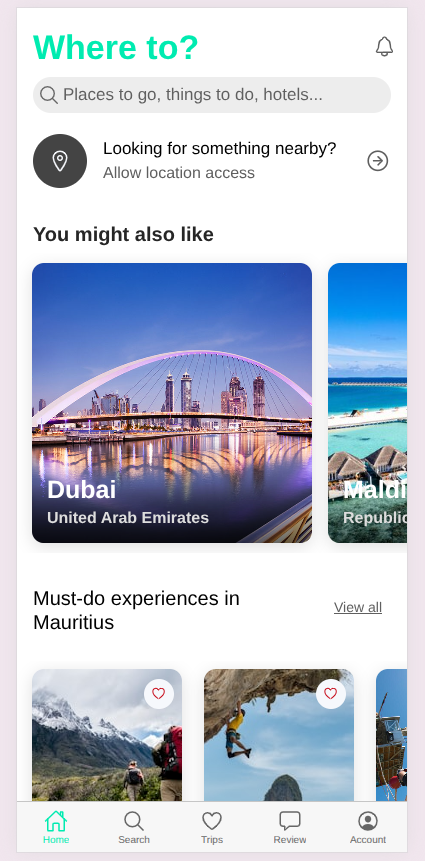 Where to?
Places to go, things to do, hotels...
Looking for something nearby?
Allow location access
You might also like
Dubai
United Arab Emirates
Maldi
Republic
Must-do experiences in
Mauritius
View all
Home
Search
Trips
Review
Account